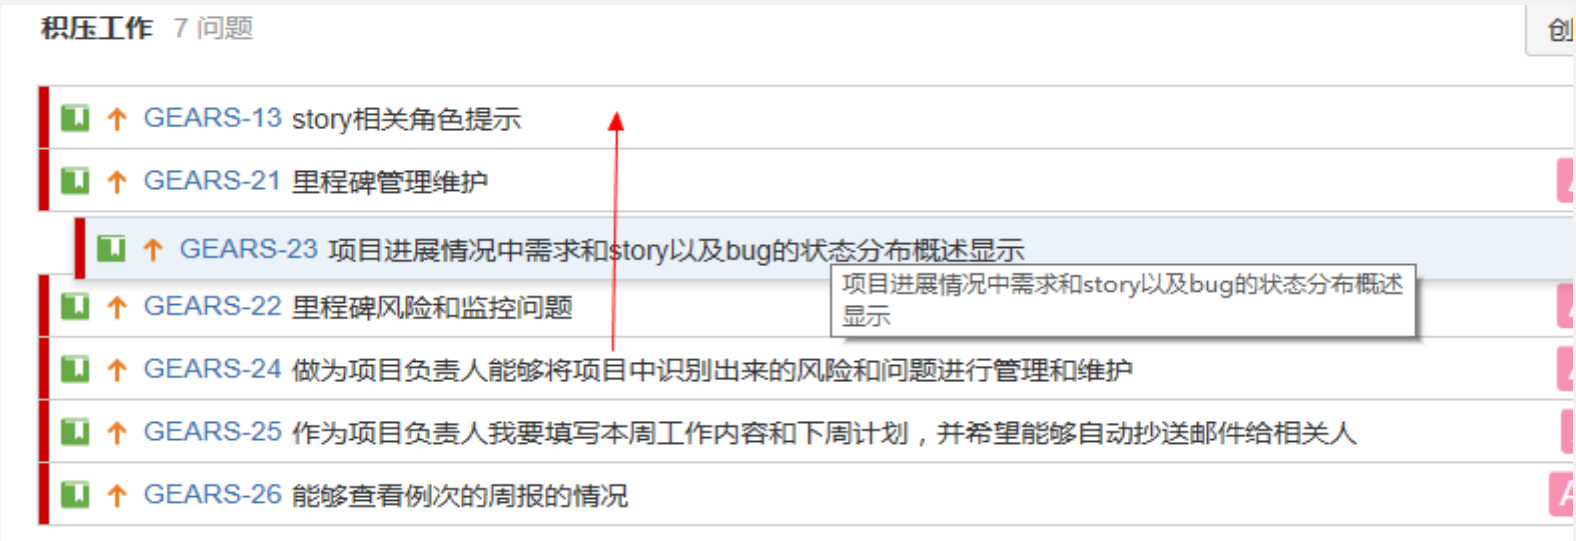 积压工作 7 问题
创
GEARS-13 story相关角色提示
GEARS-21 里程碑管理维护
GEARS-23 项目进展情况中需求和story以及bug的状态分布概述显示
项目进展情况中需求和story以及bug的状态分布概述
显示
GEARS-22 里程碑风险和监控问题
GEARS-24 做为项目负责人能够将项目中识别出来的风险和问题进行管理和维护
GEARS-25 作为项目负责人我要填写本周工作内容和下周计划，并希望能够自动抄送邮件给相关人
GEARS-26 能够查看例次的周报的情况